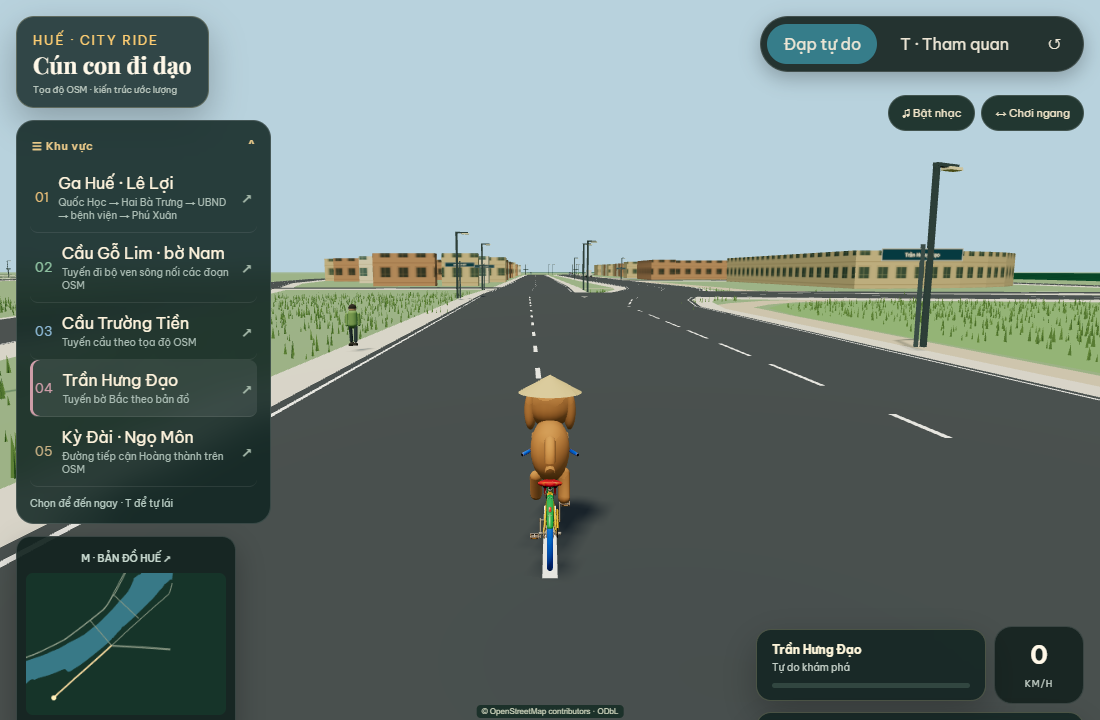 HUẾ · CITY RIDE
Cún con đi dạo
Tọa độ OSM · kiến trúc ước lượng
Đạp tự do
T · Tham quan
↺
♫ Bật nhạc
↔ Chơi ngang
☰ Khu vực
^
01
Ga Huế · Lê Lợi
Quốc Học → Hai Bà Trưng → UBND
→ bệnh viện → Phú Xuân
↗
02
Cầu Gỗ Lim · bờ Nam
Tuyến đi bộ ven sông nối các đoạn
OSM
↗
03
Cầu Trường Tiền
Tuyến cầu theo tọa độ OSM
↗
04
Trần Hưng Đạo
Tuyến bờ Bắc theo bản đồ
↗
05
Kỳ Đài · Ngọ Môn
Đường tiếp cận Hoàng thành trên
OSM
↗
Chọn để đến ngay · T để tự lái
M · BẢN ĐỒ HUẾ ↗
Trần Hưng Đạo
Tự do khám phá
0
KM/H
© OpenStreetMap contributors · ODbL